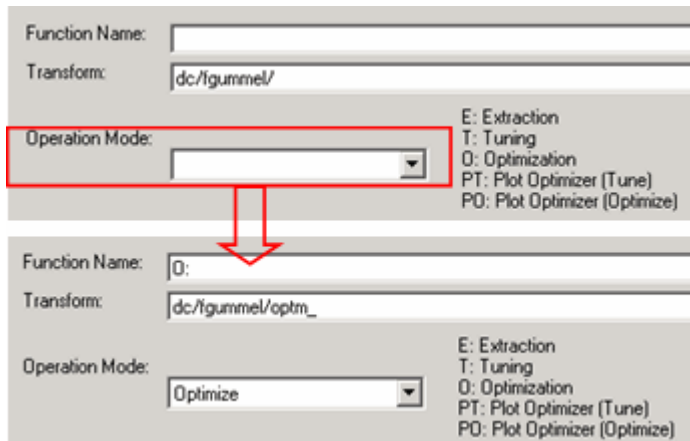 Function Name:
Transform: dc/fgummel/
Operation Mode:
E: Extraction
T: Tuning
O: Optimization
PT: Plot Optimizer (Tune)
PO: Plot Optimizer (Optimize)
Function Name: O:
Transform: dc/fgummel/optm_
Operation Mode: Optimize
E: Extraction
T: Tuning
O: Optimization
PT: Plot Optimizer (Tune)
PO: Plot Optimizer (Optimize)